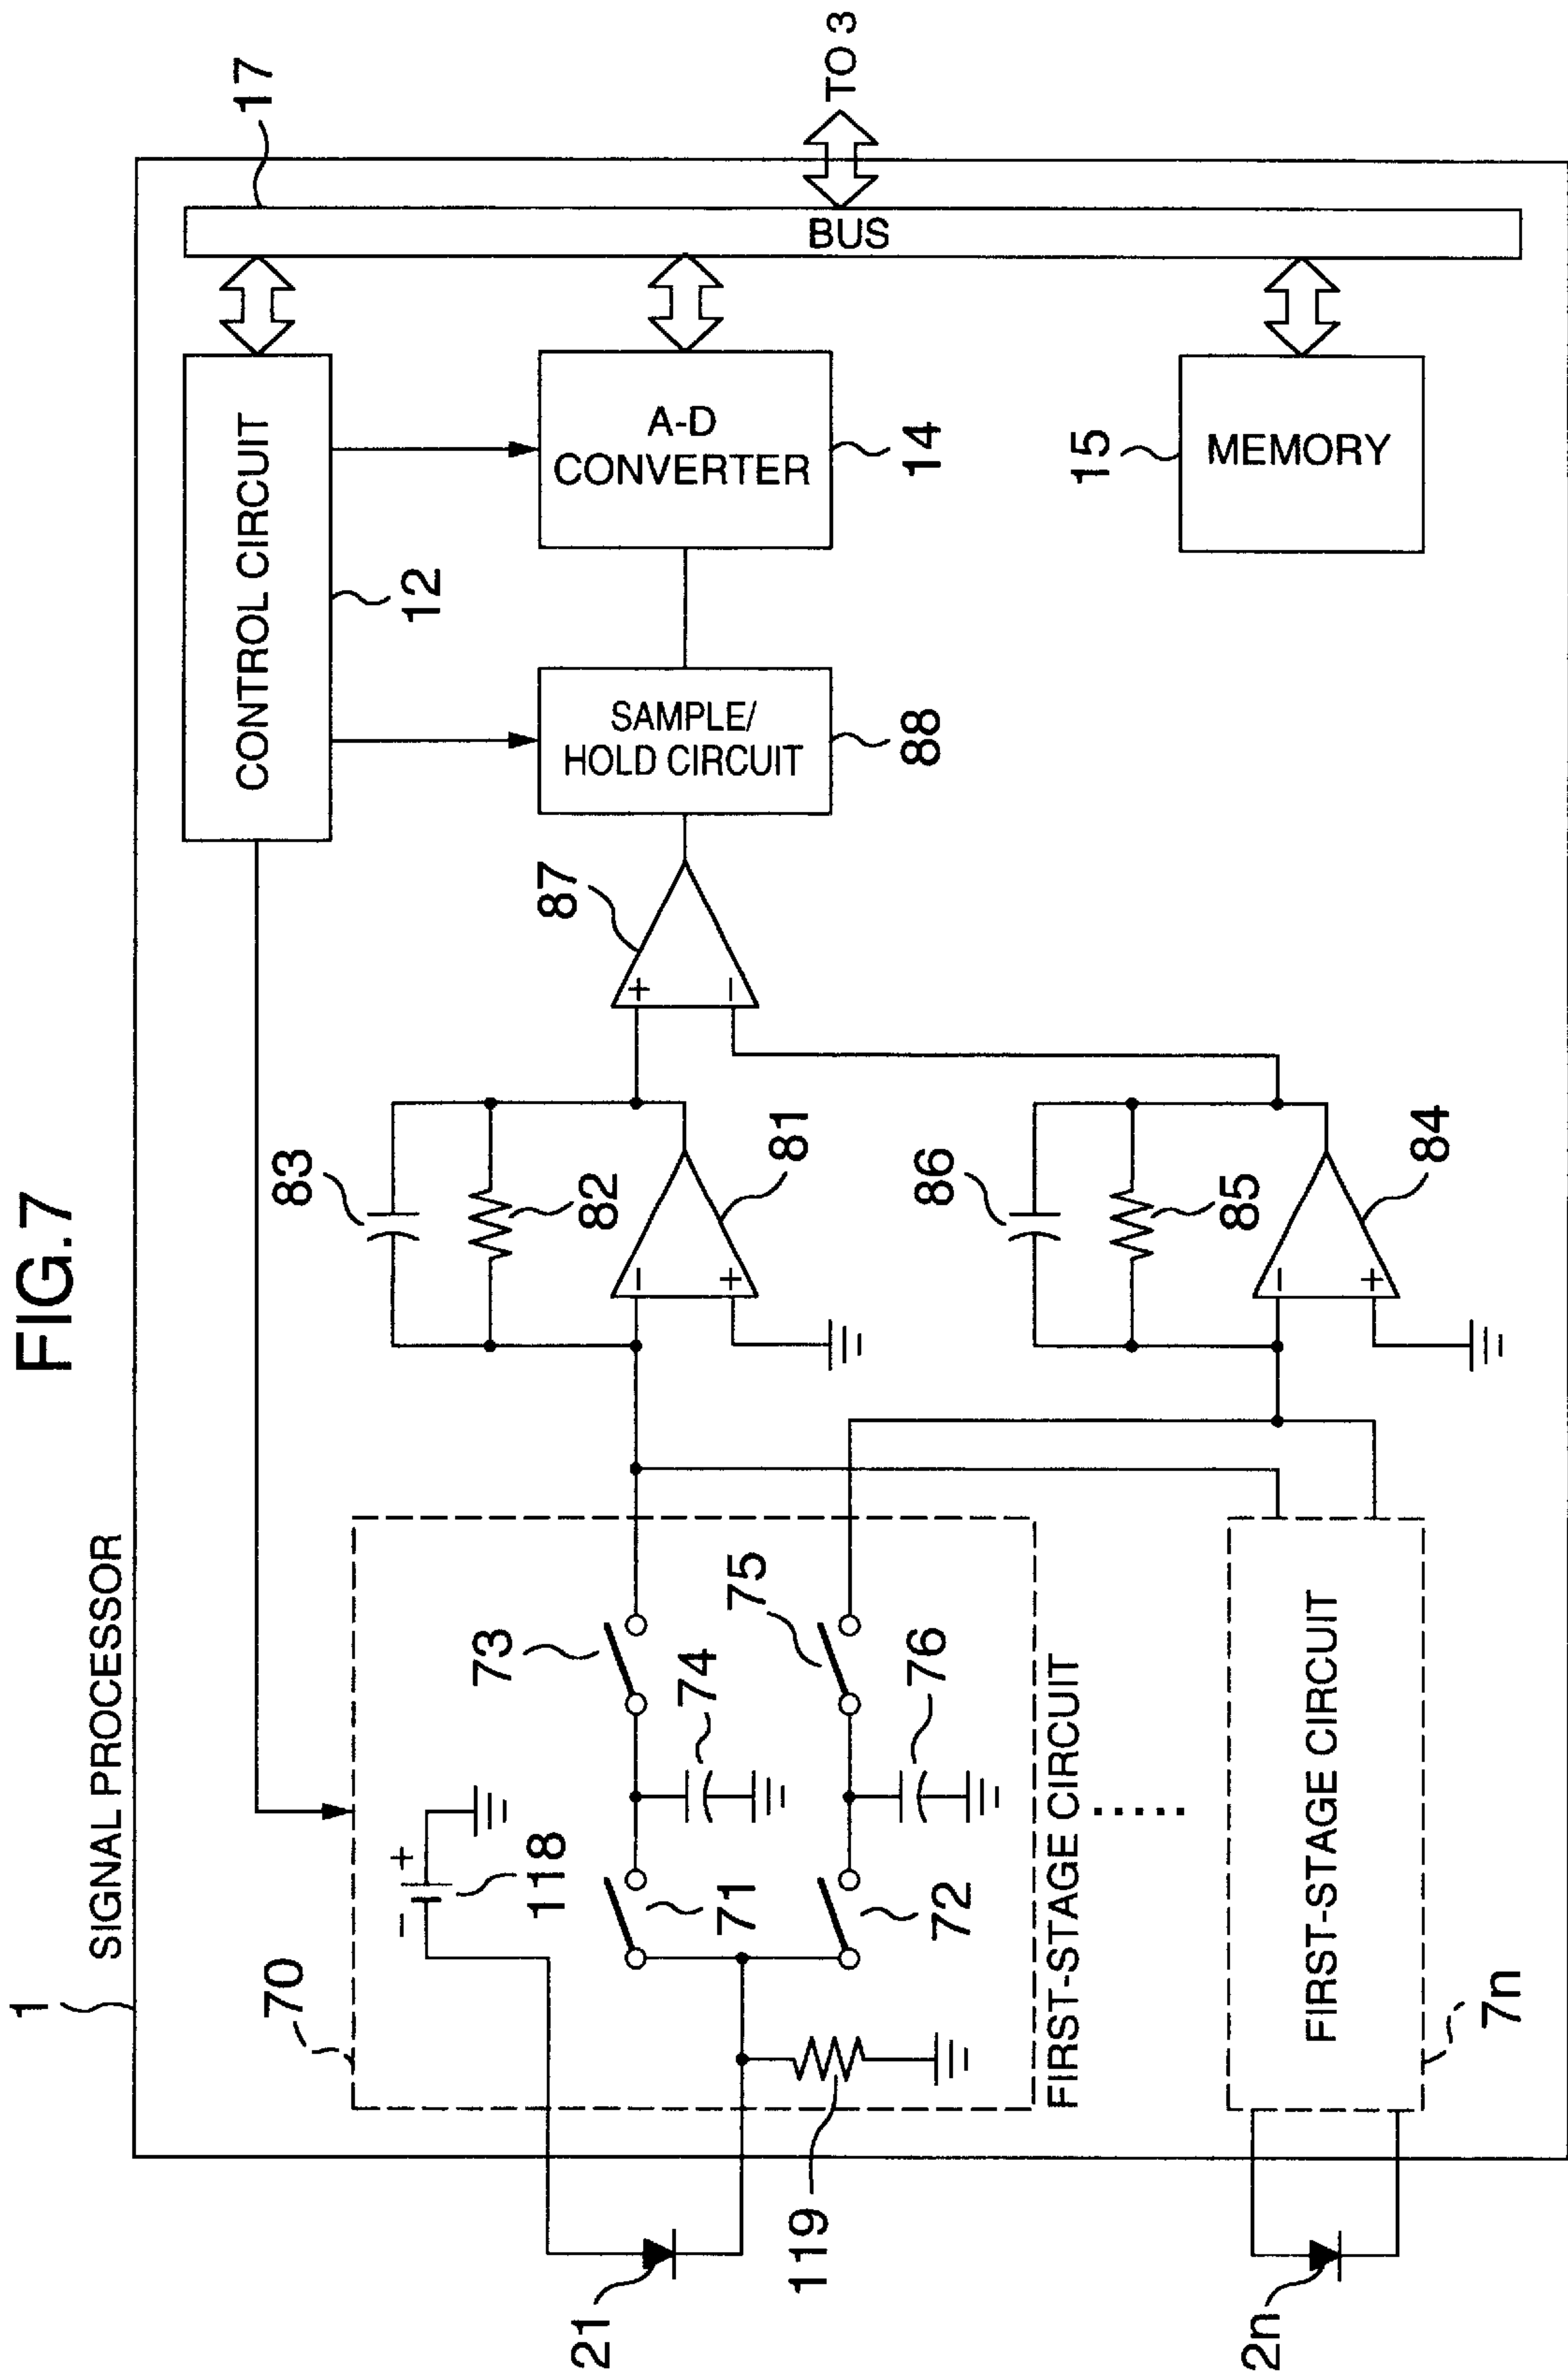 FIG.7
1
SIGNAL PROCESSOR
17
70
CONTROL CIRCUIT
12
BUS
TO 3
83
82
81
87
SAMPLE/
HOLD CIRCUIT
88
A-D
CONVERTER
14
−
+
118
71
73
74
72
75
76
21
119
FIRST-STAGE CIRCUIT
−
+
+
−
86
85
84
−
+
15
MEMORY
2n
FIRST-STAGE CIRCUIT
7n